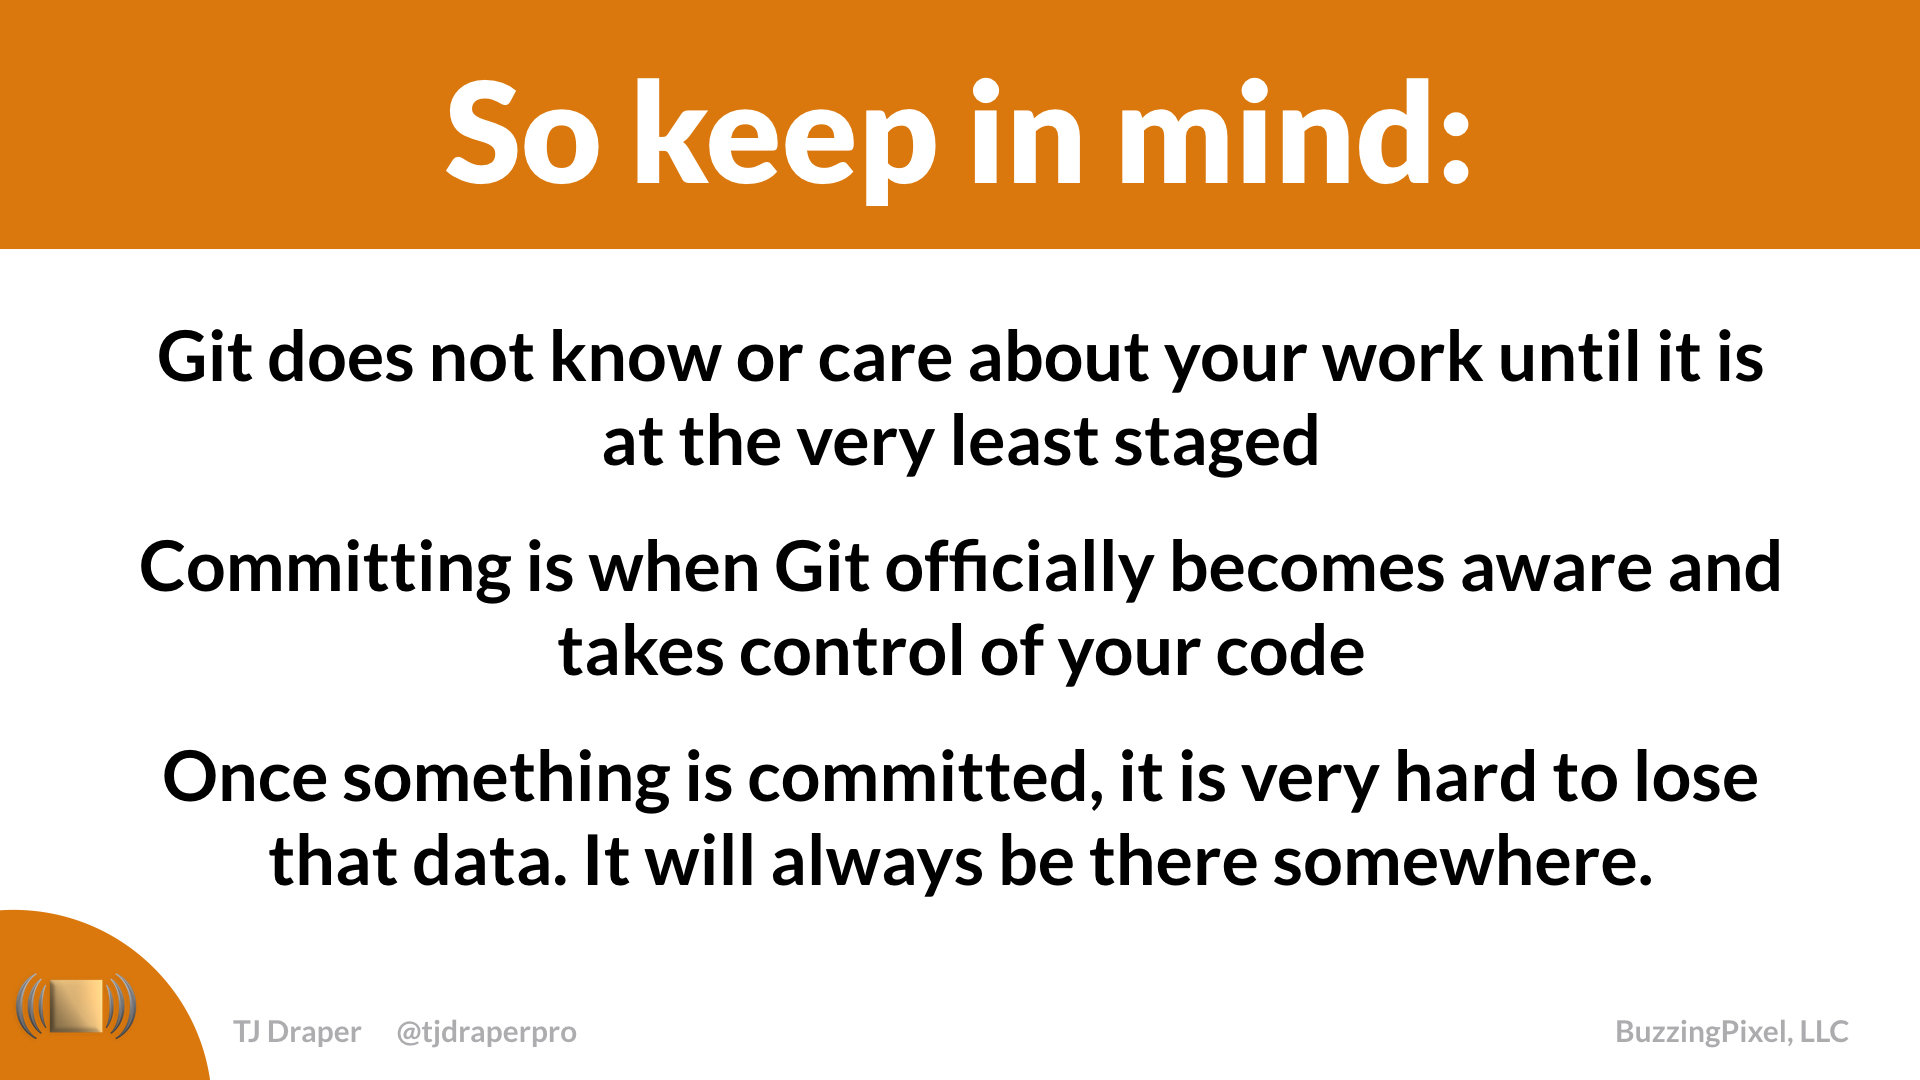 So keep in mind:
Git does not know or care about your work until it is
at the very least staged
Committing is when Git officially becomes aware and
takes control of your code
Once something is committed, it is very hard to lose
that data. It will always be there somewhere.
TJ Draper @tjdraperpro
BuzzingPixel, LLC